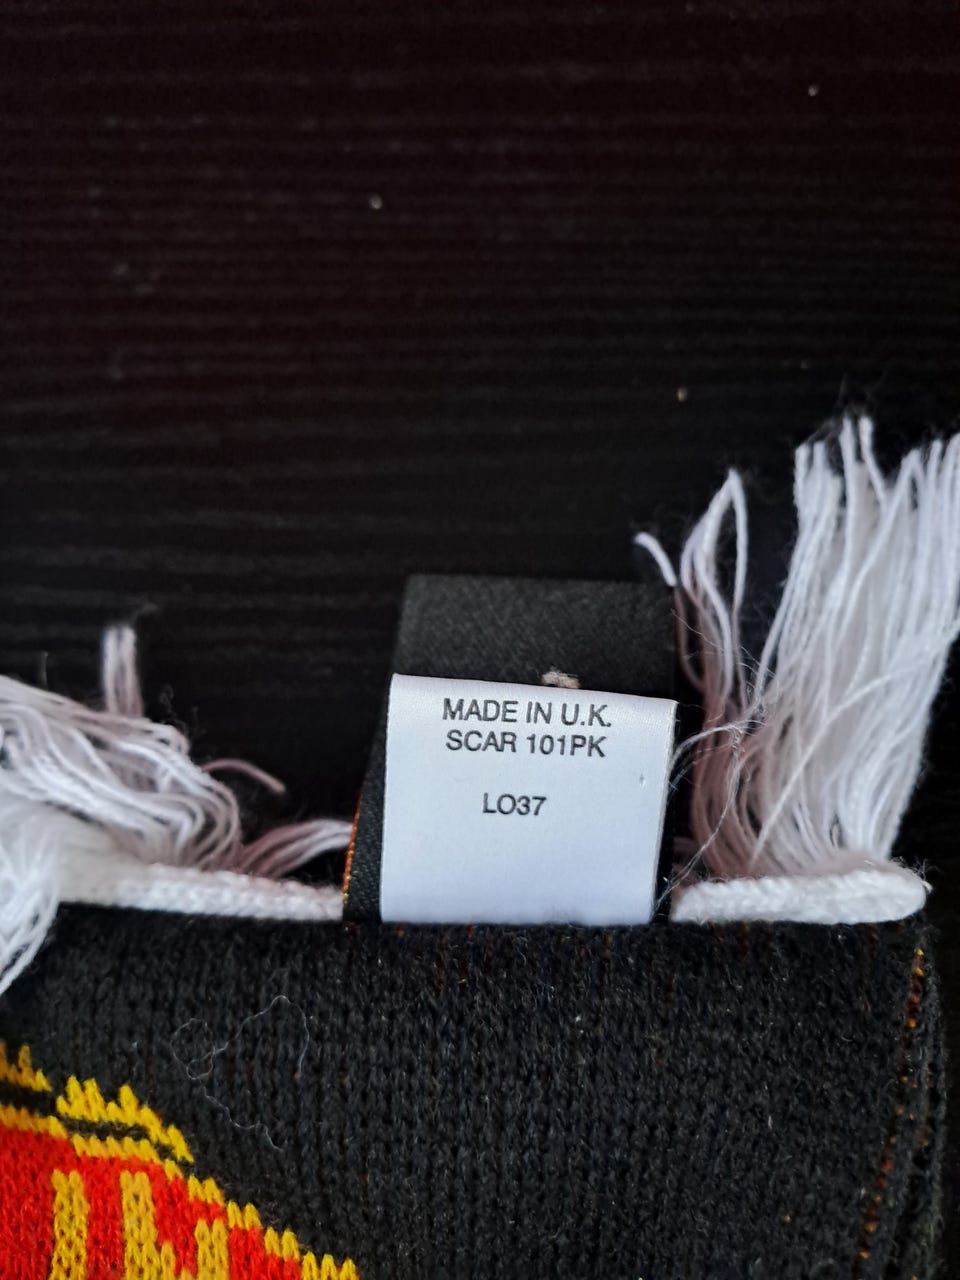 MADE IN U.K.
SCAR 101PK
LO37